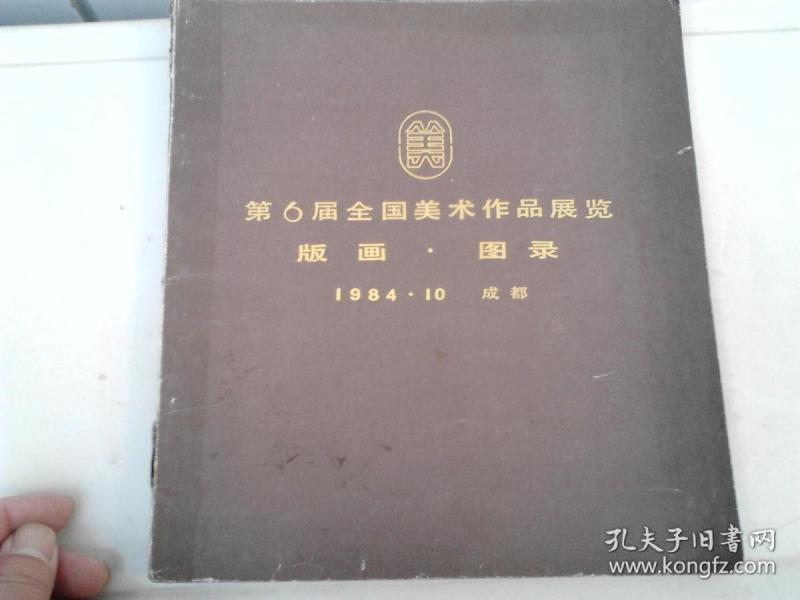 美
第6届全国美术作品展览
版画·图录
1984·10 成都
孔夫子旧书网
www.kongfz.com